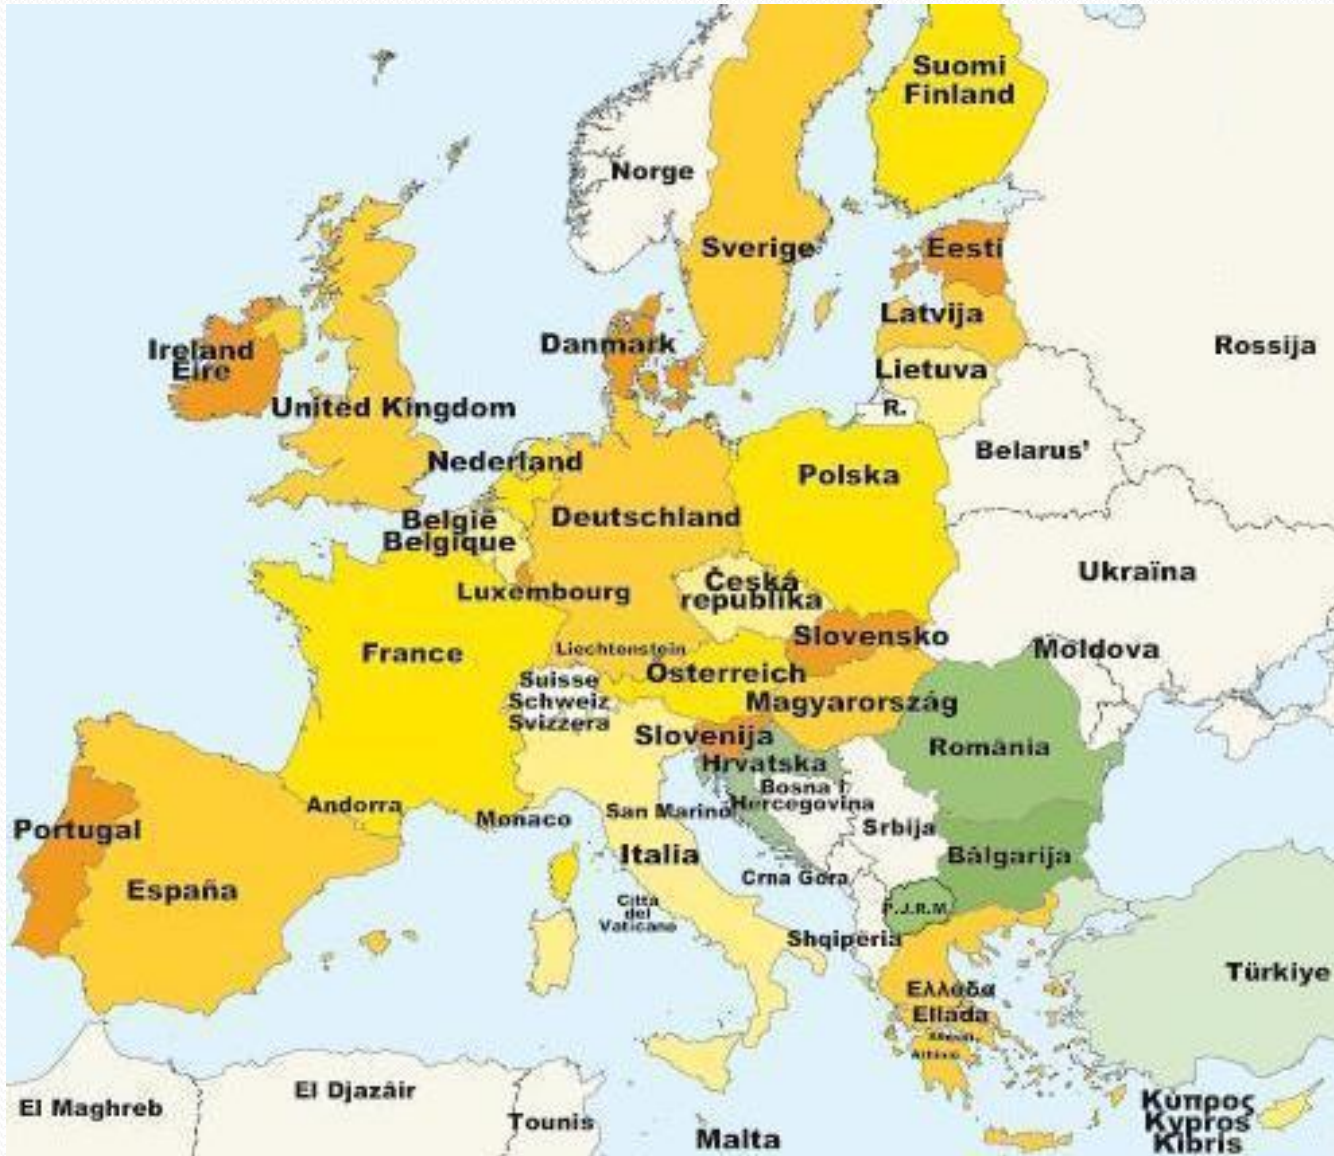 Suomi
Finland
Norge
Sverige
Eesti
Latvija
Lietuva
R.
Rossija
Belarus'
Danmark
Ireland
Eire
United Kingdom
Nederland
België
Belgique
Deutschland
Polska
Luxembourg
Česká
republika
Ukraïna
Slovensko
France
Liechtenstein
Moldova
Österreich
Suisse
Schweiz
Svizzera
Magyarország
Slovenija
România
Hrvatska
Bosna i
Hercegovina
Andorra
Monaco
San Marino
Srbija
Portugal
Italia
Bălgarija
España
Crna Gora
Città
del
Vaticano
P.J.R.M.
Shqipëria
Türkiye
Ελλάδα
Ellada
El Maghreb
El Djazâir
Tounis
Malta
Κύπρος
Kypros
Kibris